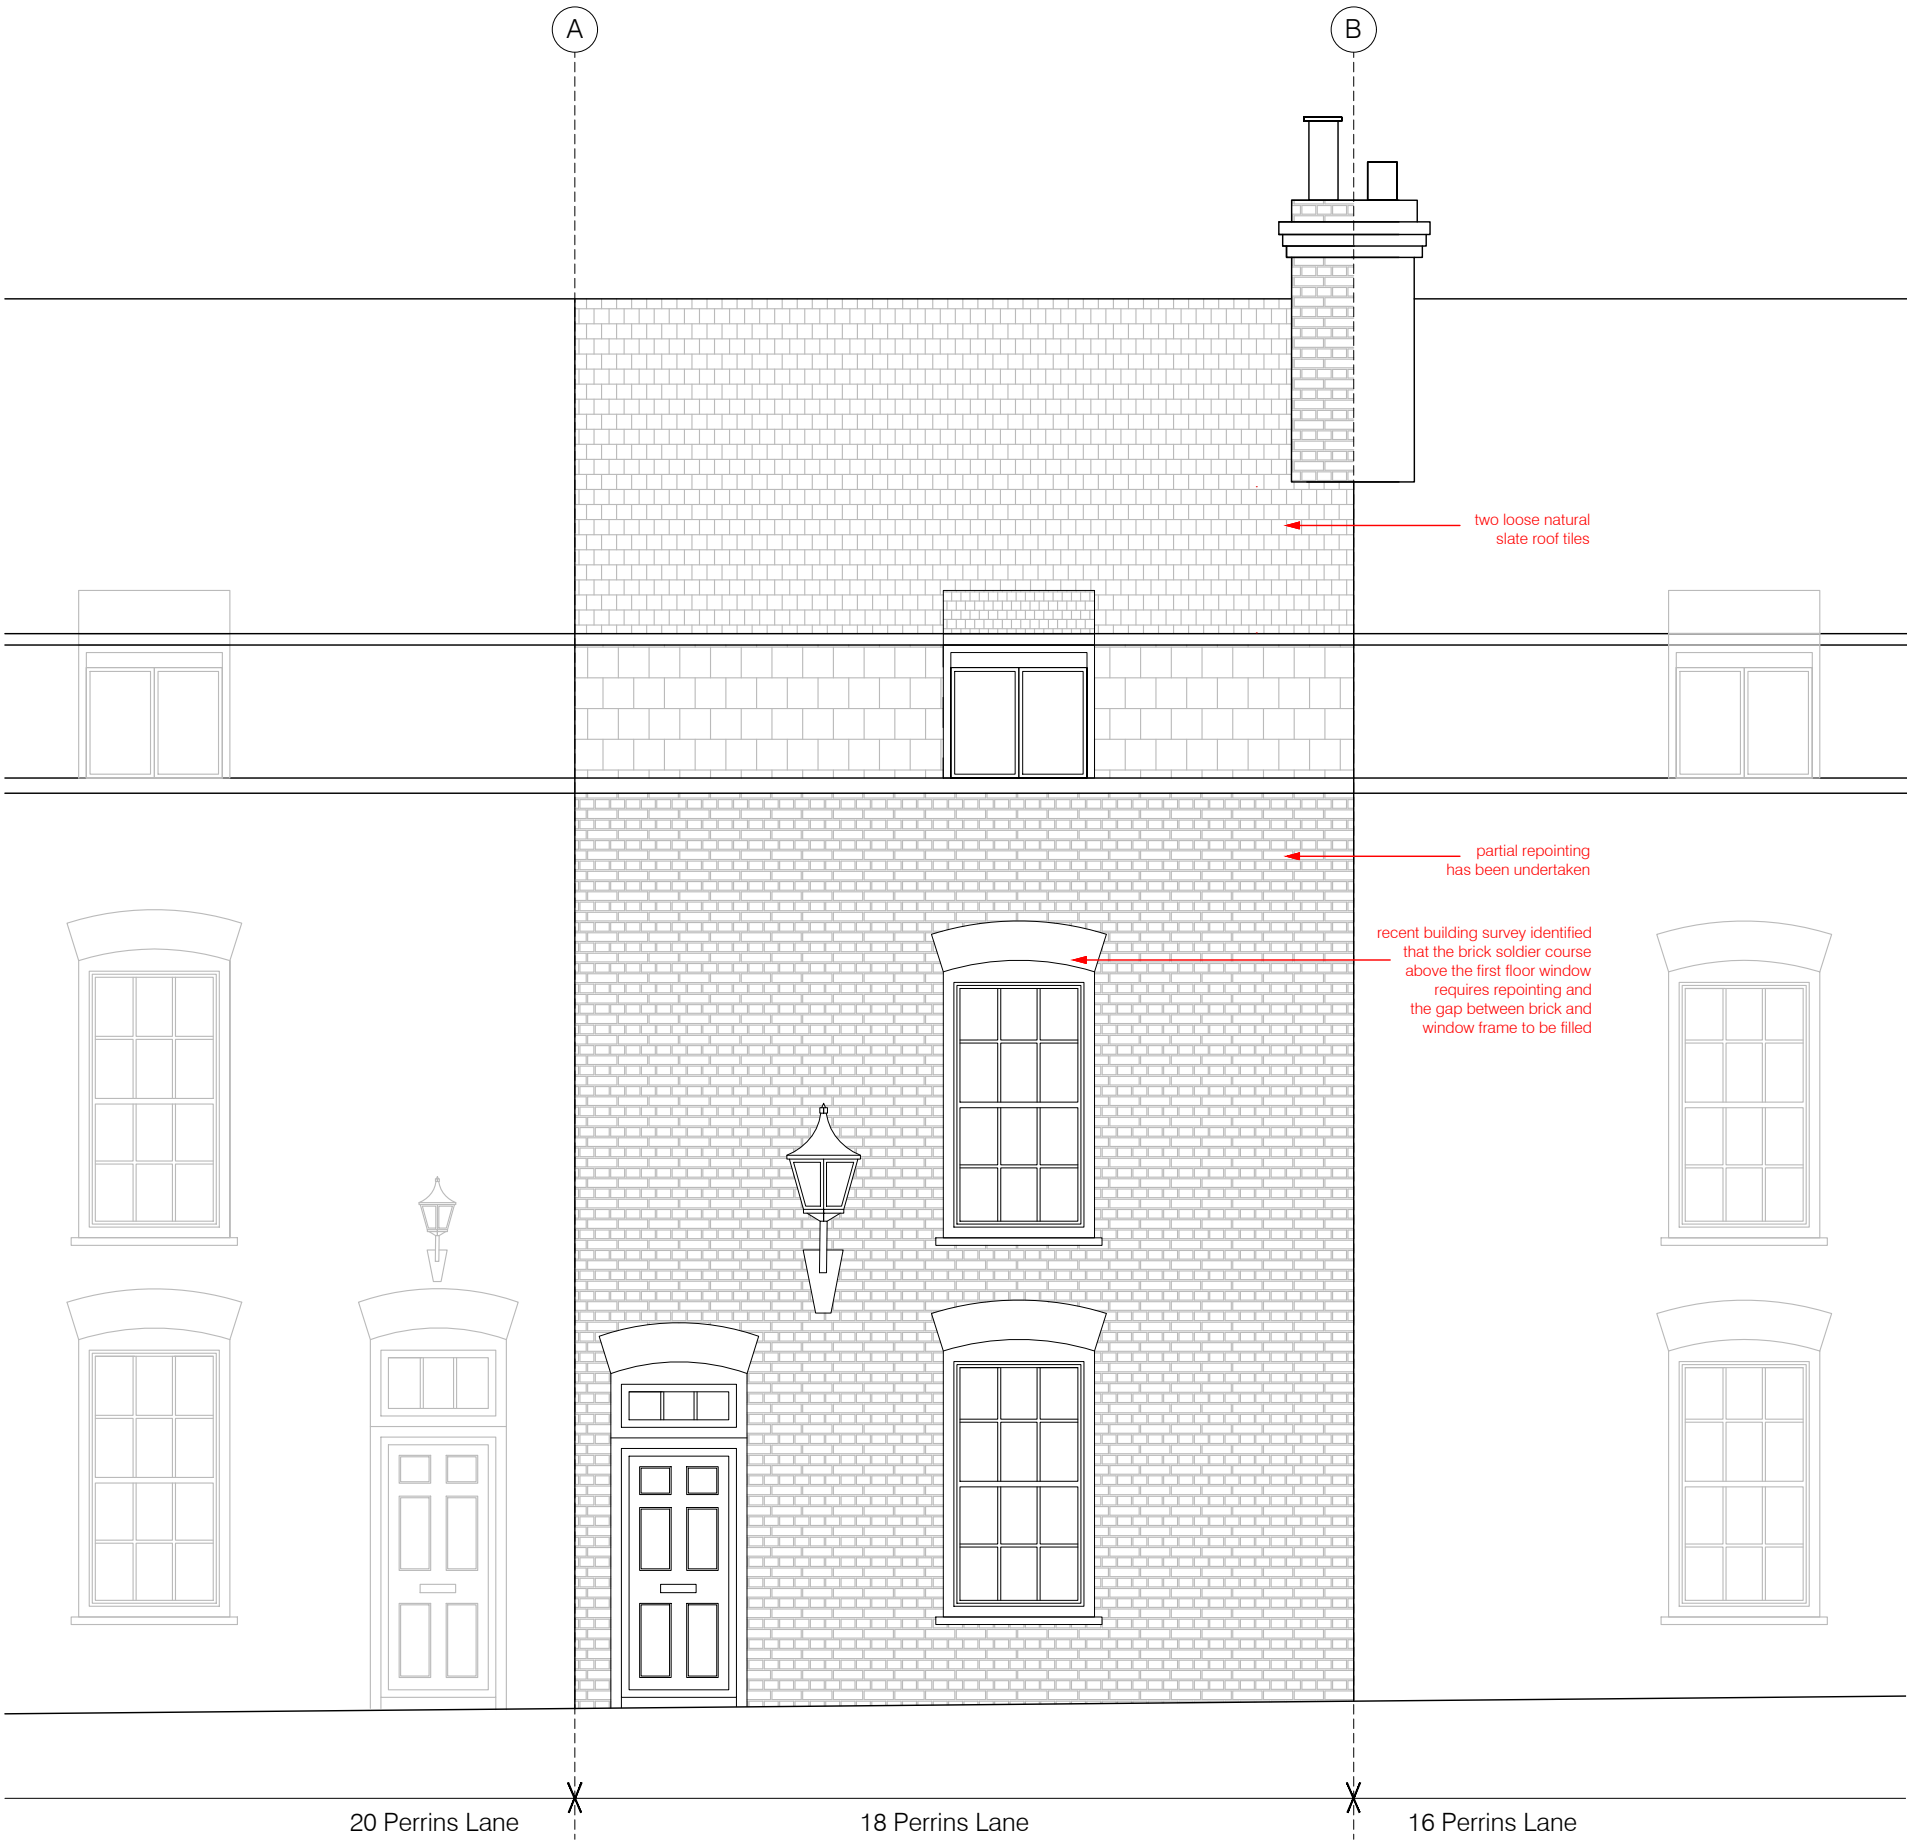 A
B
two loose natural
slate roof tiles
partial repointing
has been undertaken
recent building survey identified
that the brick soldier course
above the first floor window
requires repointing and
the gap between brick and
window frame to be filled
20 Perrins Lane
18 Perrins Lane
16 Perrins Lane